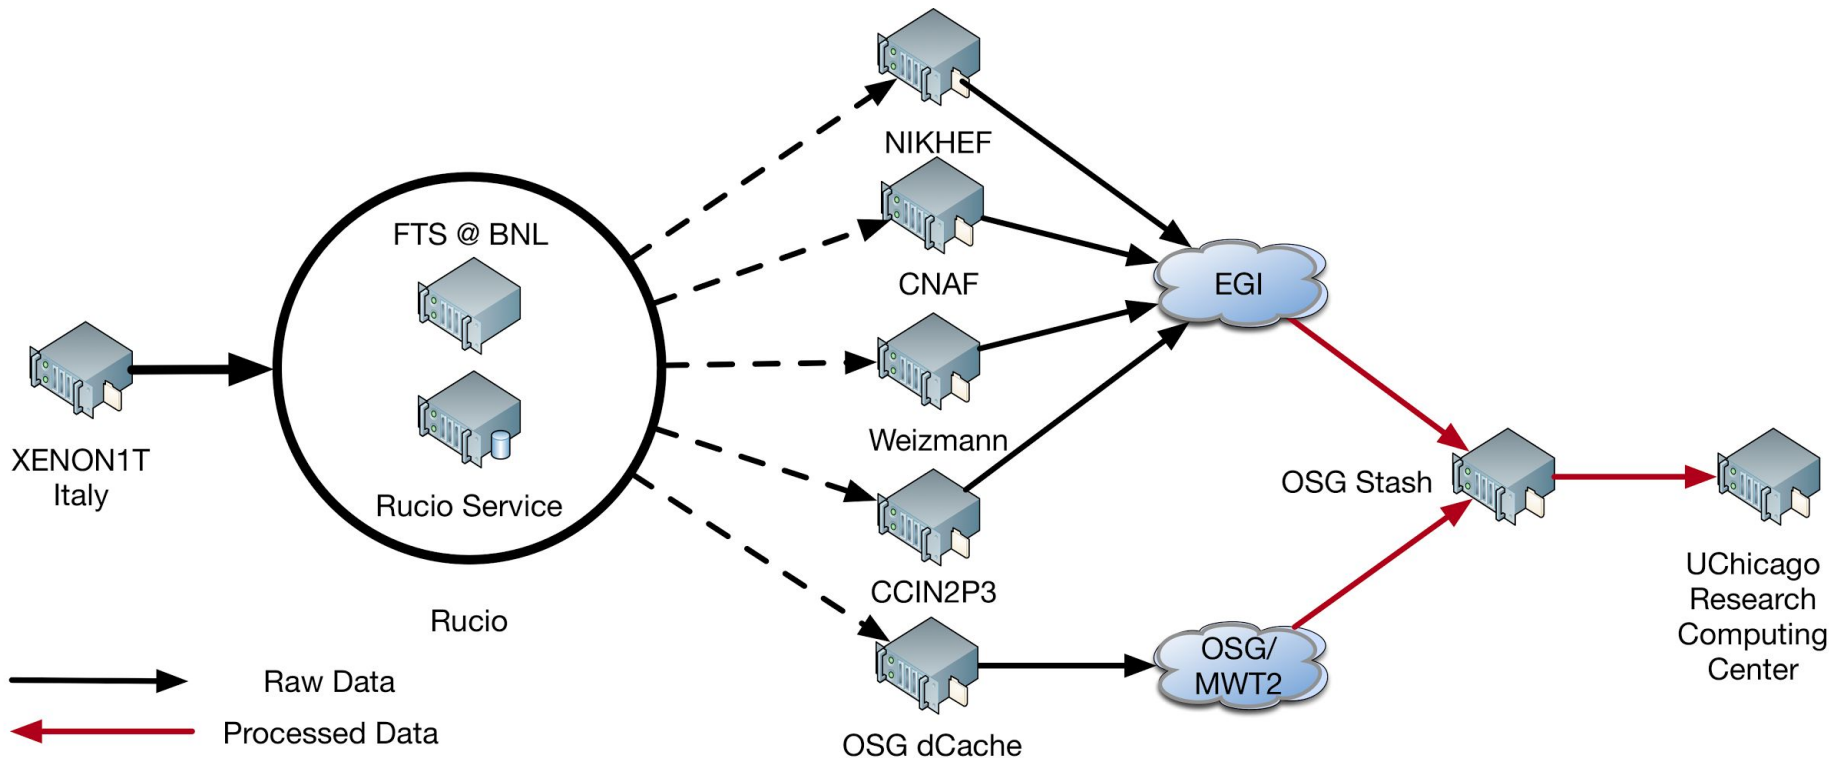 NIKHEF
FTS @ BNL
CNAF
EGI
XENON1T
Italy
Rucio Service
Weizmann
OSG Stash
CCIN2P3
UChicago
Research
Computing
Center
Rucio
OSG/
MWT2
Raw Data
Processed Data
OSG dCache